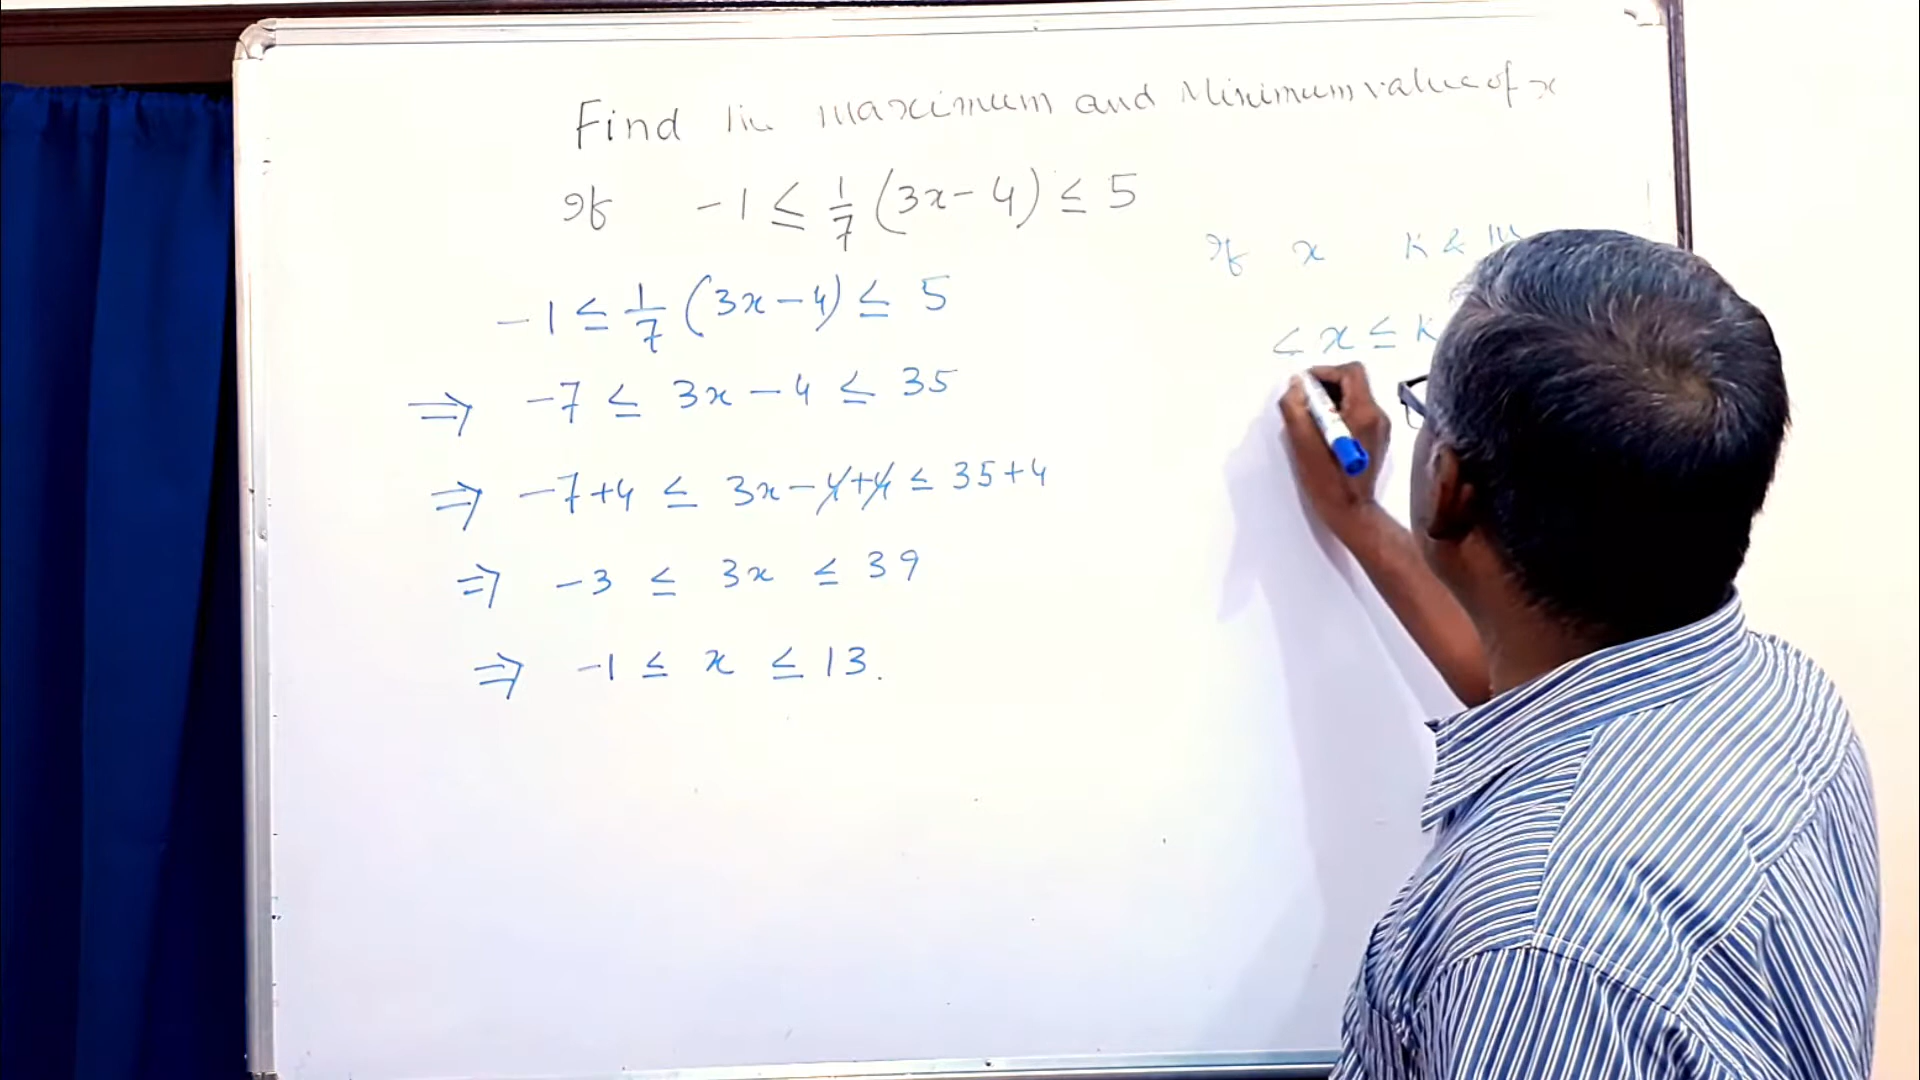 Find the maximum and Minimum value of x
If -1 ≤ 1/7 (3x - 4) ≤ 5
-1 ≤ 1/7 (3x - 4) ≤ 5
⇒ -7 ≤ 3x - 4 ≤ 35
⇒ -7+4 ≤ 3x - 4+4 ≤ 35+4
⇒ -3 ≤ 3x ≤ 39
⇒ -1 ≤ x ≤ 13.
If x K &
≤ x ≤ K